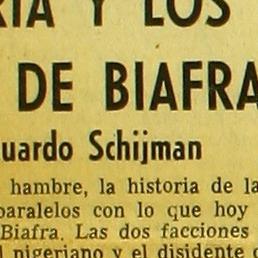 RIA Y LOS
DE BIAFRA
uardo Schijman
hambre, la historia de la
paralelos con lo que hoy
Biafra. Las dos facciones
l nigeriano y el disidente